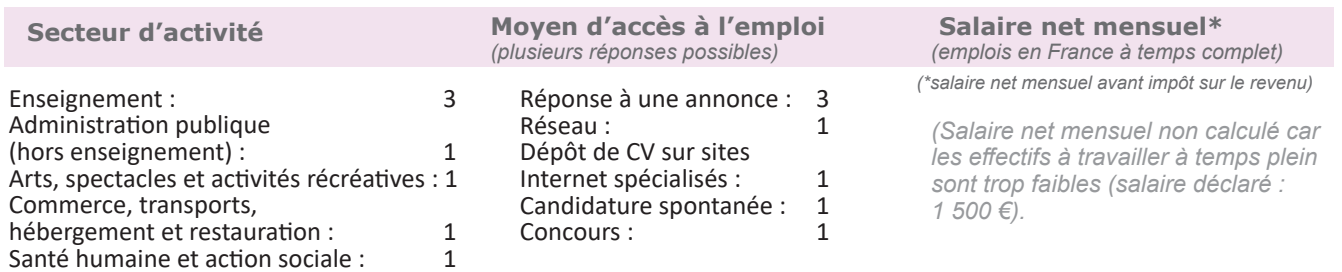 Secteur d'activité
Enseignement : 3
Administration publique
(hors enseignement) : 1
Arts, spectacles et activités récréatives : 1
Commerce, transports,
hébergement et restauration : 1
Santé humaine et action sociale : 1
Moyen d'accès à l'emploi
(plusieurs réponses possibles)
Réponse à une annonce : 3
Réseau : 1
Dépôt de CV sur sites
Internet spécialisés : 1
Candidature spontanée : 1
Concours : 1
Salaire net mensuel*
(emplois en France à temps complet)
(*salaire net mensuel avant impôt sur le revenu)
(Salaire net mensuel non calculé car
les effectifs à travailler à temps plein
sont trop faibles (salaire déclaré :
1 500 €).